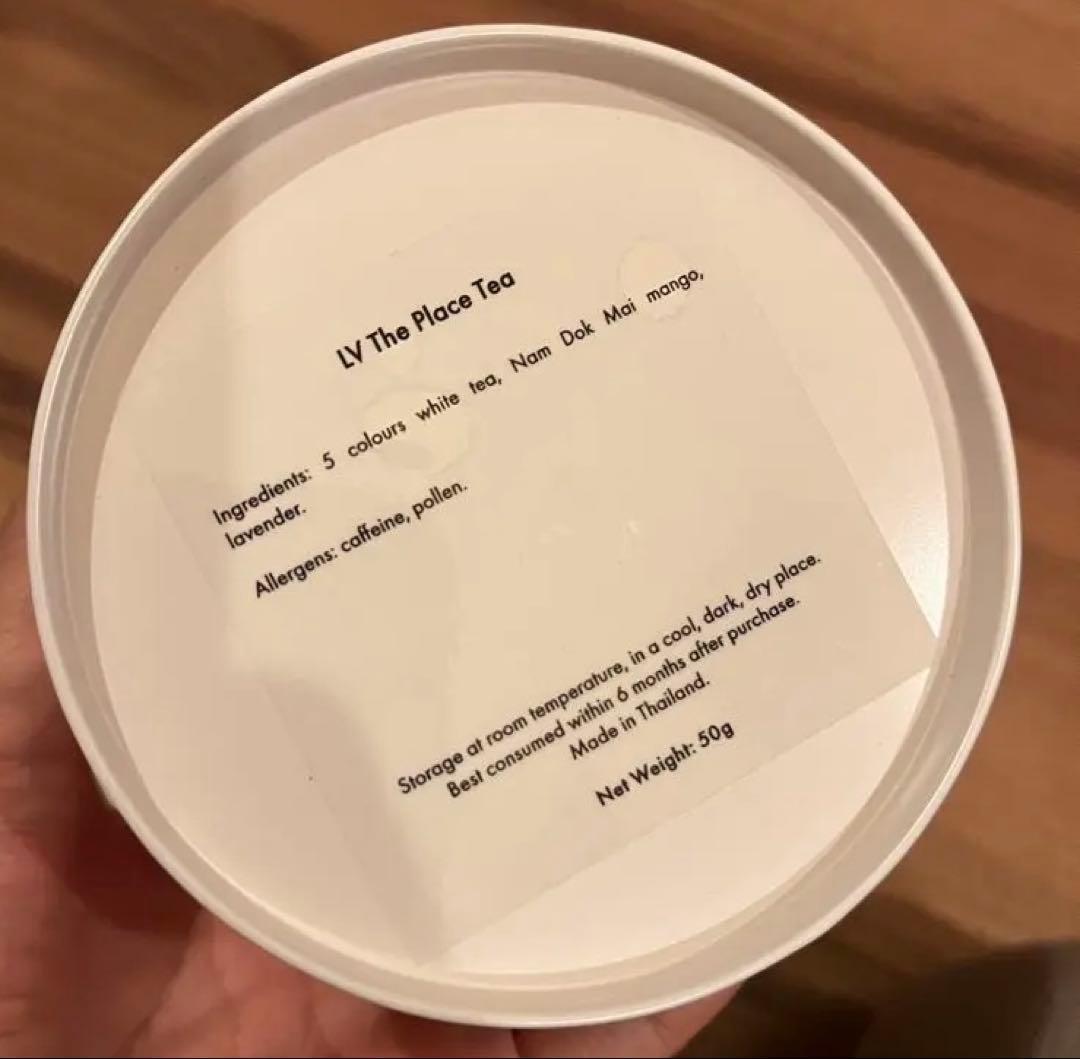 LV The Place Tea
Ingredients: 5 colours white tea, Nam Dok Mai mango,
lavender.
Allergens: caffeine, pollen.
Storage at room temperature, in a cool, dark, dry place.
Best consumed within 6 months after purchase.
Made in Thailand.
Net Weight: 50g